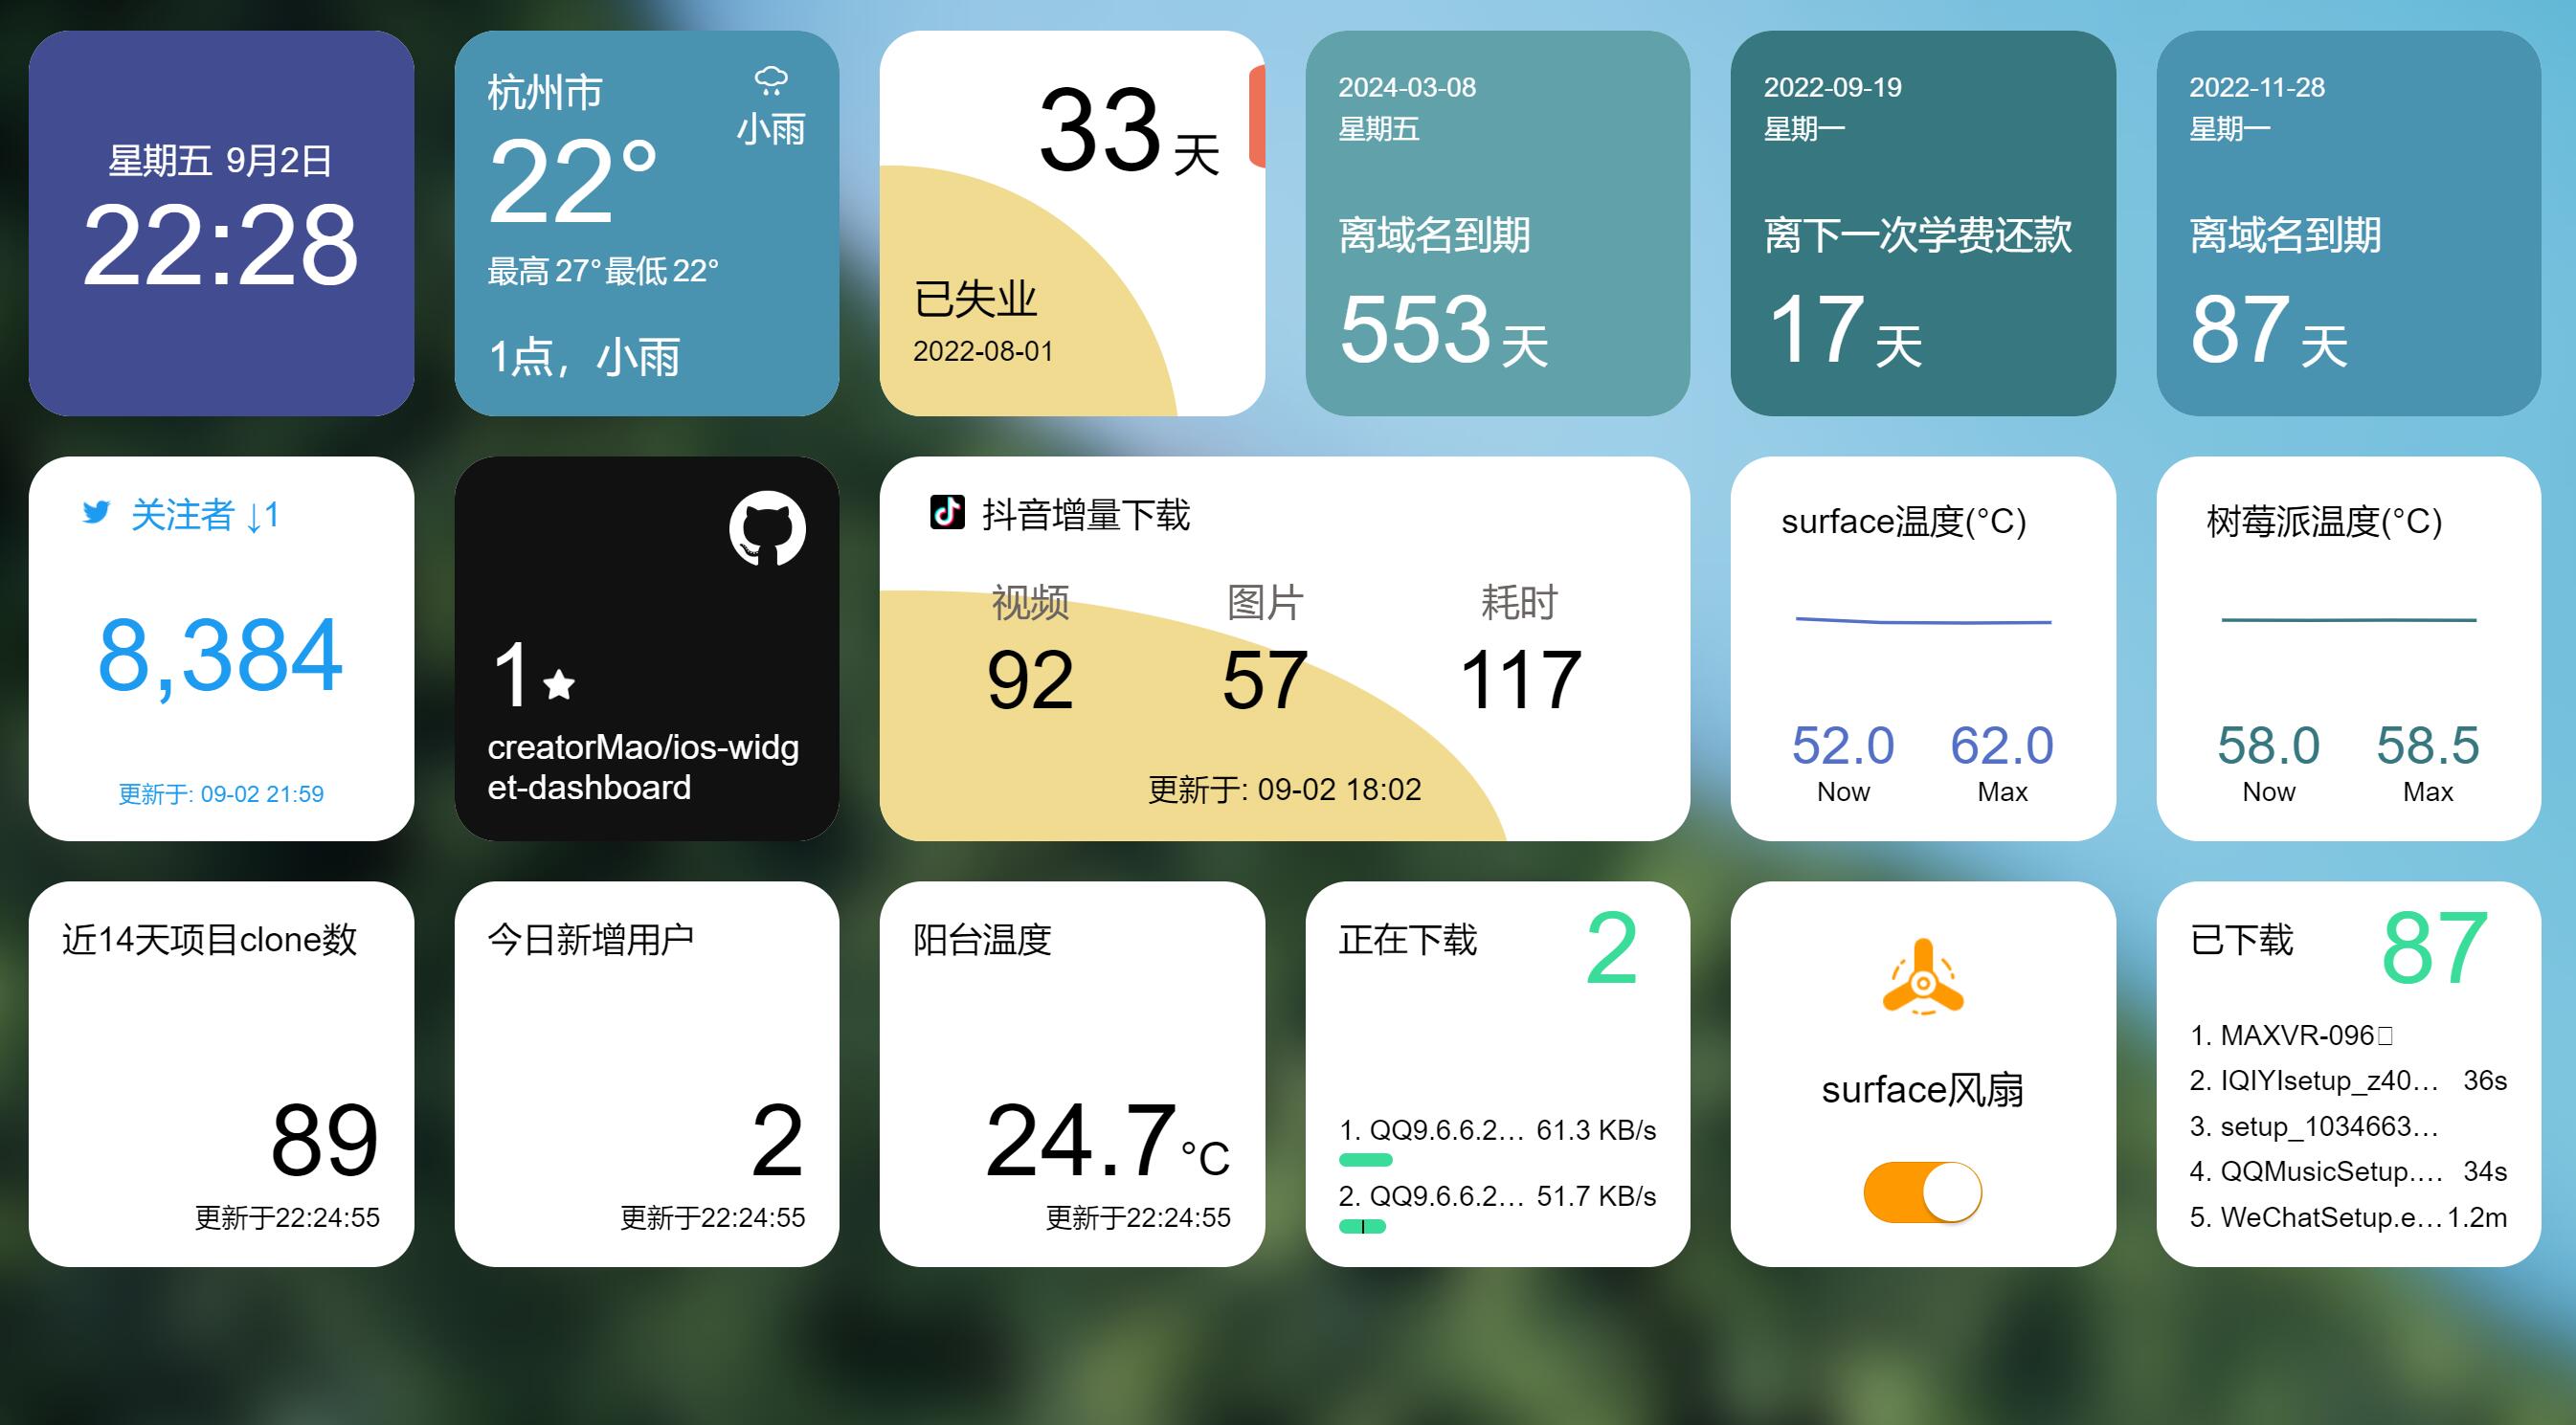 星期五 9月2日
22:28
杭州市
小雨
22°
最高 27° 最低 22°
1点，小雨
33 天
已失业
2022-08-01
2024-03-08
星期五
离域名到期
553 天
2022-09-19
星期一
离下一次学费还款
17 天
2022-11-28
星期一
离域名到期
87 天
关注者 ↓1
8,384
更新于: 09-02 21:59
1
creatorMao/ios-widg
et-dashboard
抖音增量下载
视频 图片 耗时
92 57 117
更新于: 09-02 18:02
surface温度(°C)
52.0 62.0
Now Max
树莓派温度(°C)
58.0 58.5
Now Max
近14天项目clone数
89
更新于22:24:55
今日新增用户
2
更新于22:24:55
阳台温度
24.7 °C
更新于22:24:55
正在下载 2
1. QQ9.6.6.2... 61.3 KB/s
2. QQ9.6.6.2... 51.7 KB/s
surface风扇
已下载 87
1. MAXVR-096
2. IQIYIsetup_z40... 36s
3. setup_1034663...
4. QQMusicSetup.... 34s
5. WeChatSetup.e... 1.2m